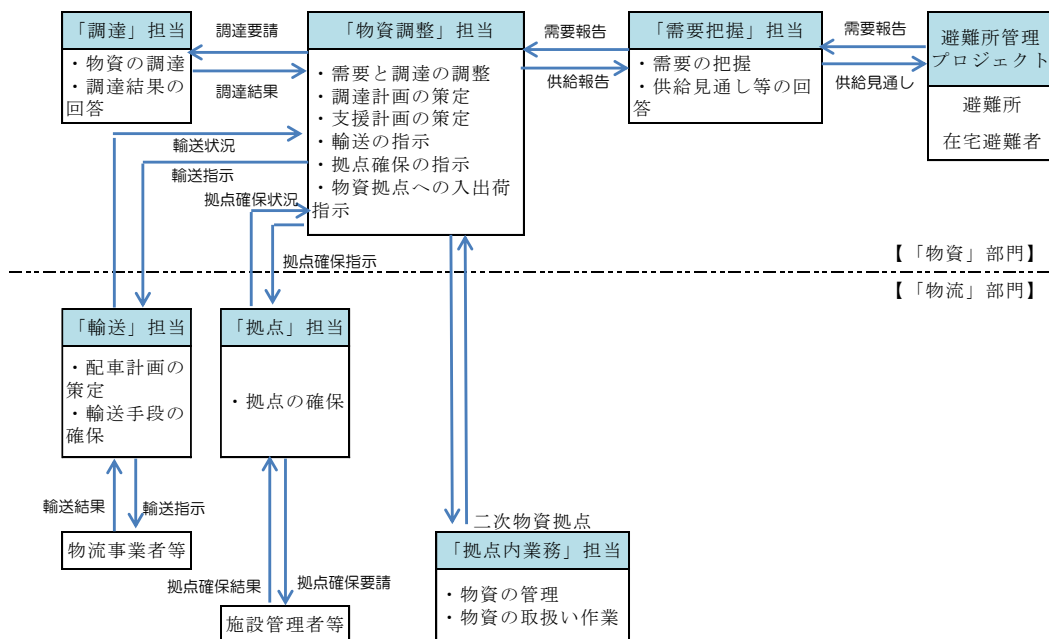 「調達」担当
・物資の調達
・調達結果の
回答
調達要請
調達結果
「物資調整」担当
・需要と調達の調整
・調達計画の策定
・支援計画の策定
・輸送の指示
・拠点確保の指示
・物資拠点への入出荷
指示
需要報告
供給報告
「需要把握」担当
・需要の把握
・供給見通し等の回
答
需要報告
供給見通し
避難所管理
プロジェクト
避難所
在宅避難者
輸送状況
輸送指示
拠点確保状況
拠点確保指示
【「物資」部門】
【「物流」部門】
「輸送」担当
・配車計画の
策定
・輸送手段の
確保
「拠点」担当
・拠点の確保
輸送結果
輸送指示
物流事業者等
拠点確保結果
拠点確保要請
施設管理者等
二次物資拠点
「拠点内業務」担当
・物資の管理
・物資の取扱い作業